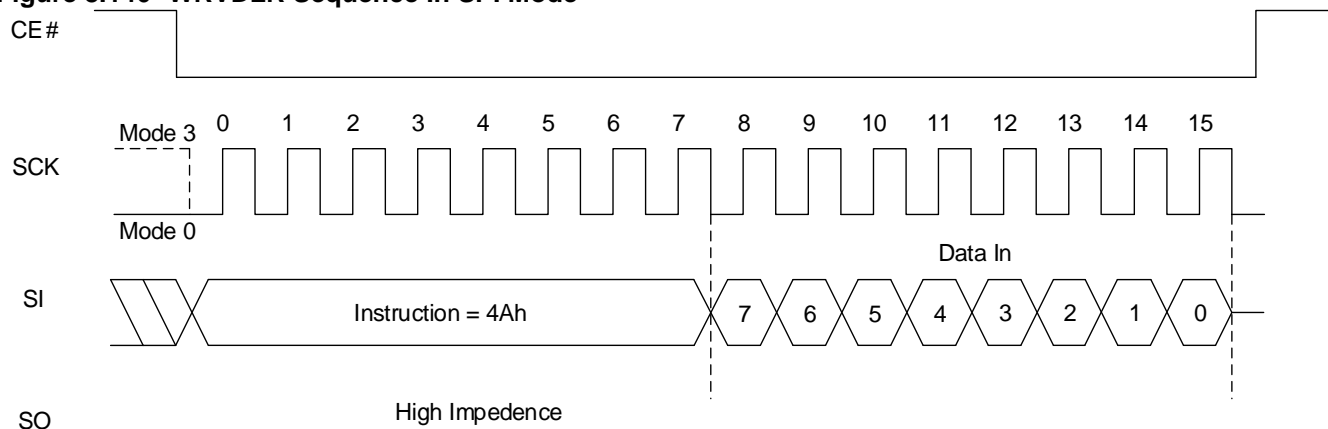 CE#
Mode 3 0 1 2 3 4 5 6 7 8 9 10 11 12 13 14 15
SCK
Mode 0
Data In
SI Instruction = 4Ah 7 6 5 4 3 2 1 0
High Impedence
SO